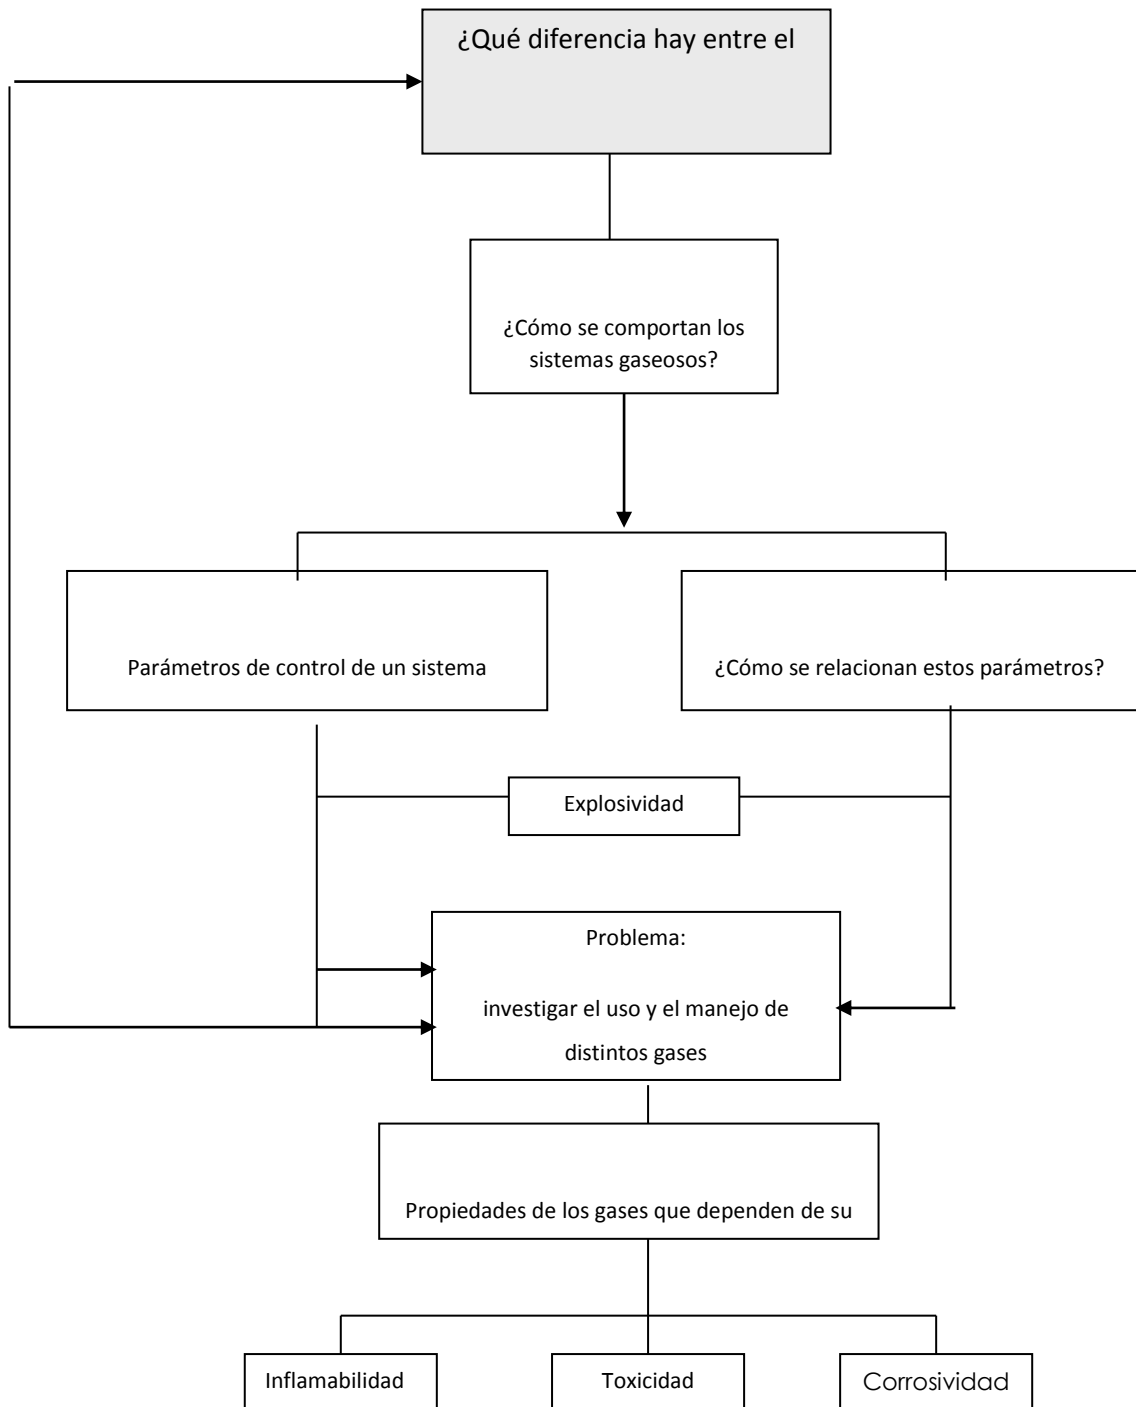 ¿Qué diferencia hay entre el
¿Cómo se comportan los
sistemas gaseosos?
Parámetros de control de un sistema
¿Cómo se relacionan estos parámetros?
Explosividad
Problema:
investigar el uso y el manejo de
distintos gases
Propiedades de los gases que dependen de su
Inflamabilidad
Toxicidad
Corrosividad